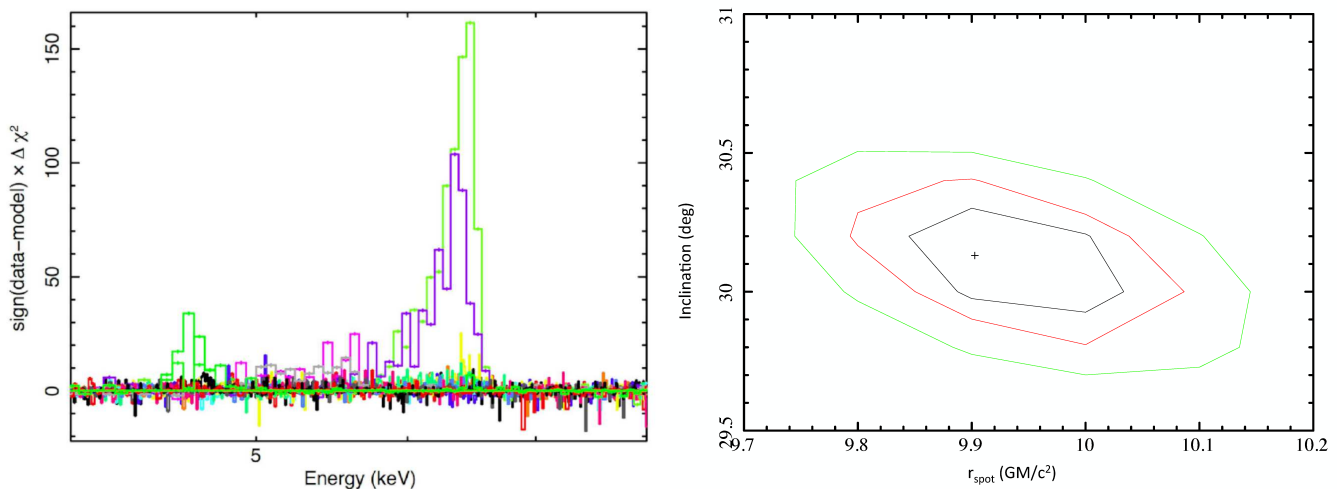 150
100
50
0
sign(data−model) × Δ χ²
5
Energy (keV)
31
30.5
30
29.5
Inclination (deg)
9.7 9.8 9.9 10 10.1 10.2
r_spot (GM/c²)